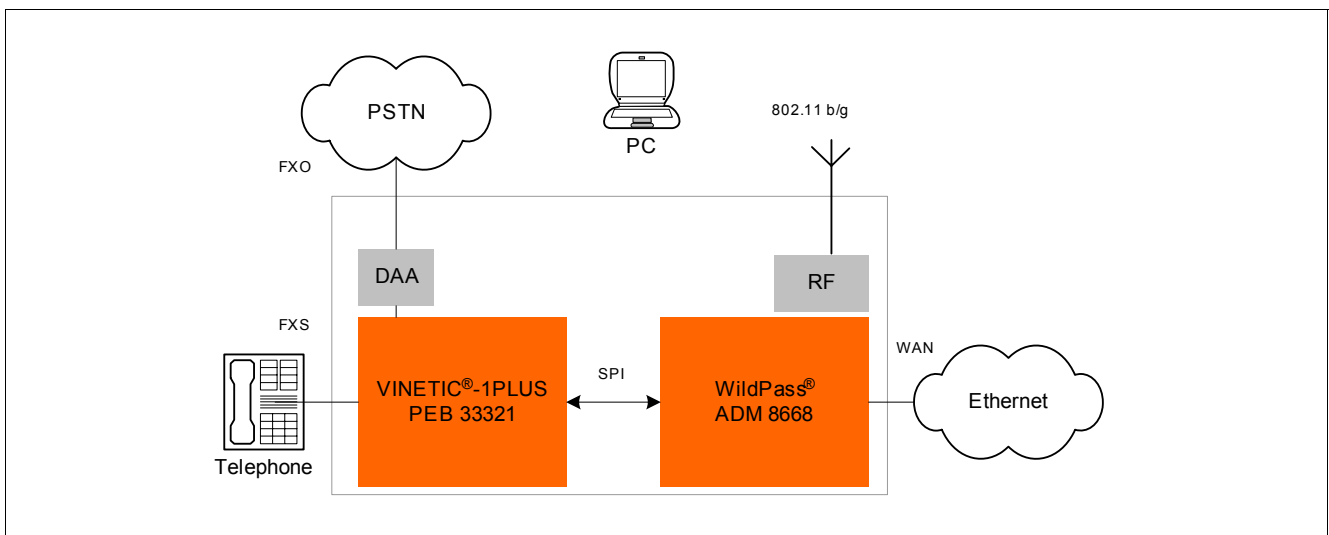 PSTN
PC
802.11 b/g
FXO
DAA
RF
FXS
VINETIC®-1PLUS
PEB 33321
SPI
WildPass®
ADM 8668
WAN
Ethernet
Telephone